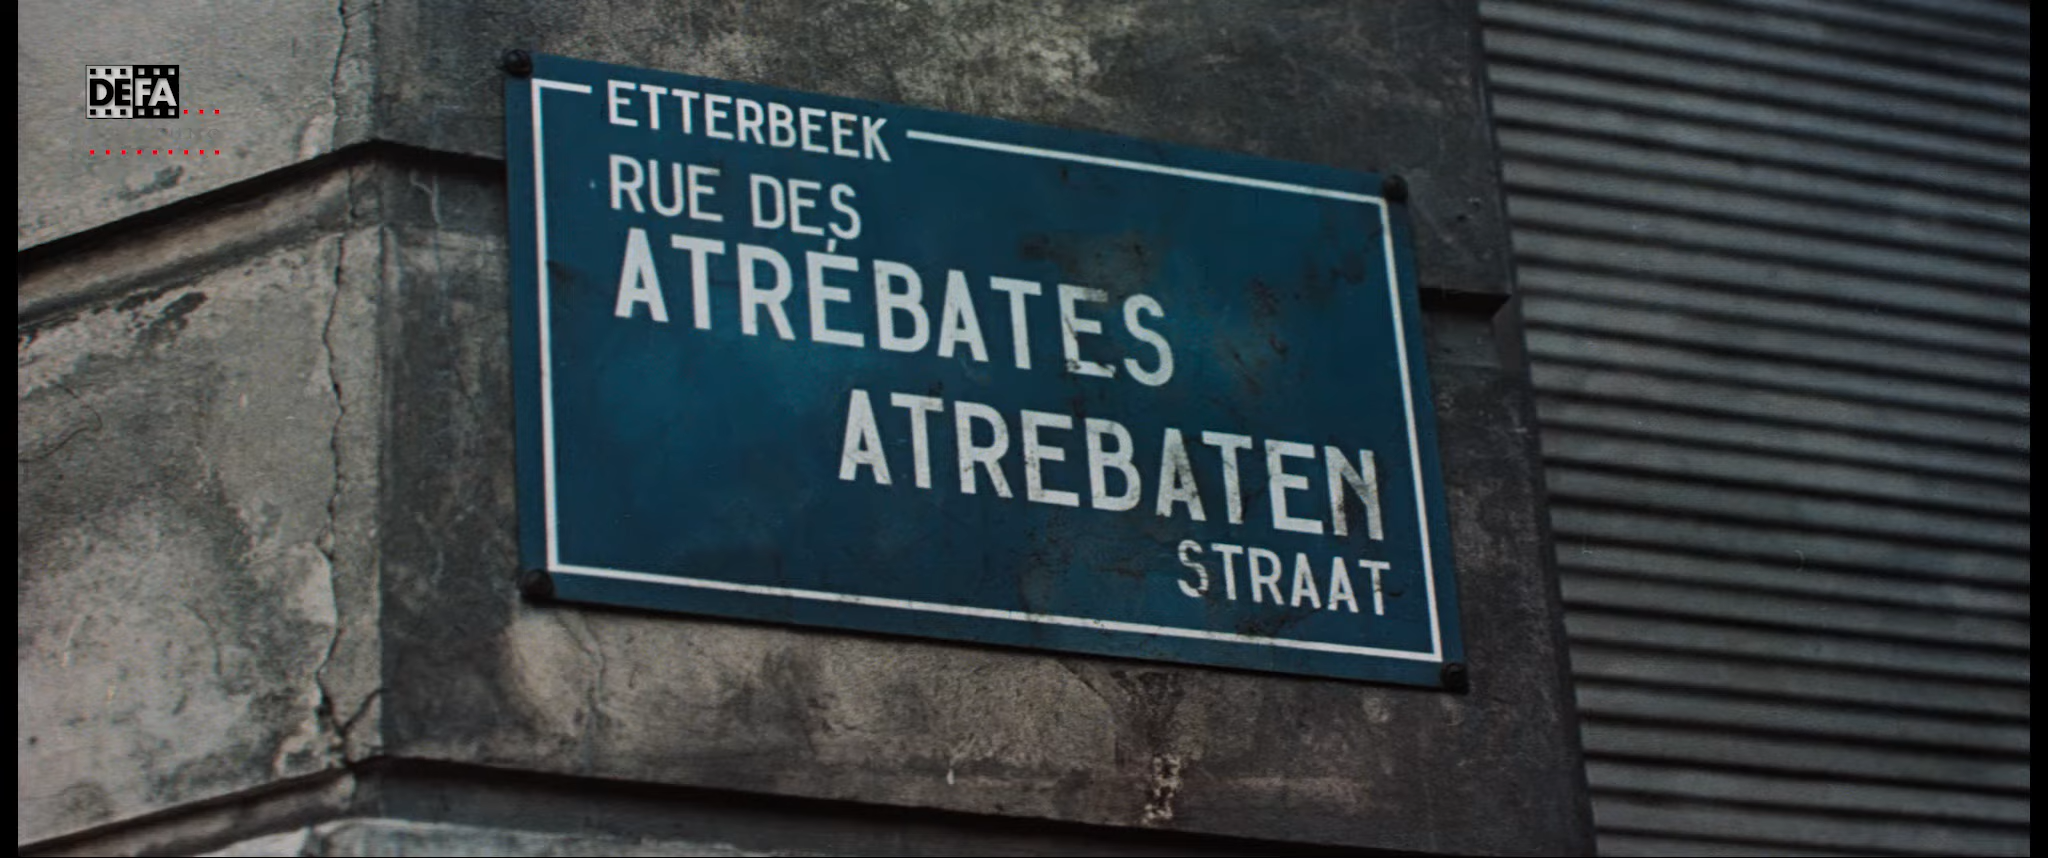 DEFA
ETTERBEEK
RUE DES
ATRÉBATES
ATREBATEN
STRAAT